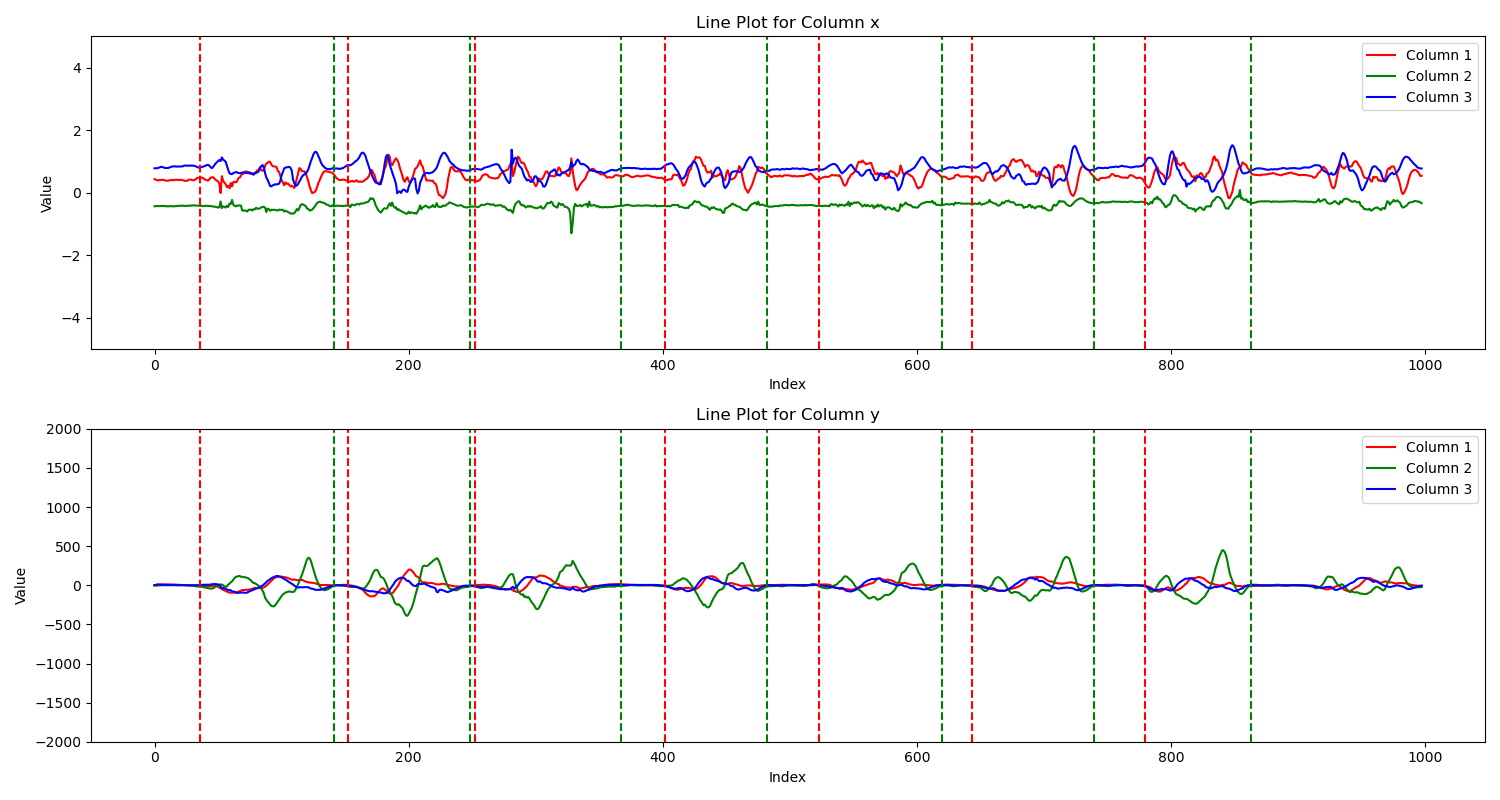 Line Plot for Column x
Value
4
2
0
−2
−4
0 200 400 600 800 1000
Index
Column 1
Column 2
Column 3
Line Plot for Column y
Value
2000
1500
1000
500
0
−500
−1000
−1500
−2000
0 200 400 600 800 1000
Index
Column 1
Column 2
Column 3